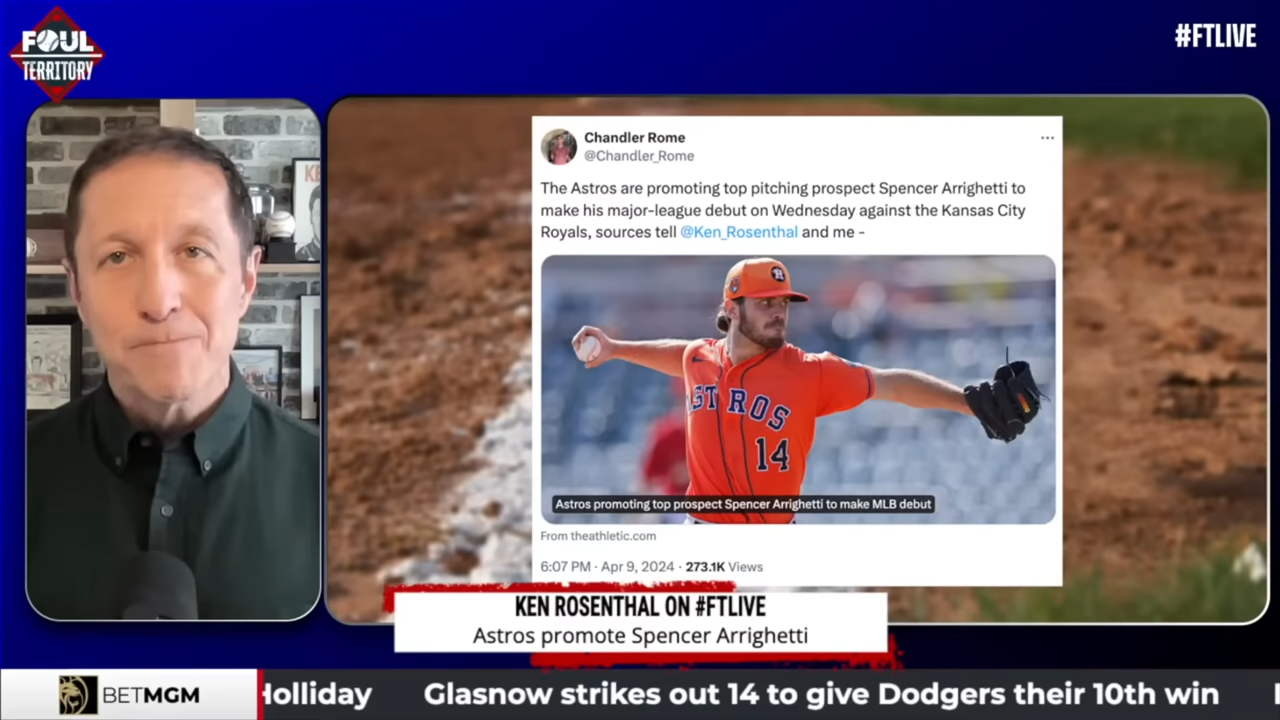 FOUL
TERRITORY
#FTLIVE
Chandler Rome
@Chandler_Rome
The Astros are promoting top pitching prospect Spencer Arrighetti to
make his major-league debut on Wednesday against the Kansas City
Royals, sources tell @Ken_Rosenthal and me -
H
ASTROS
14
Astros promoting top prospect Spencer Arrighetti to make MLB debut
From theathletic.com
6:07 PM · Apr 9, 2024 · 273.1K Views
KEN ROSENTHAL ON #FTLIVE
Astros promote Spencer Arrighetti
BETMGM
Holliday Glasnow strikes out 14 to give Dodgers their 10th win